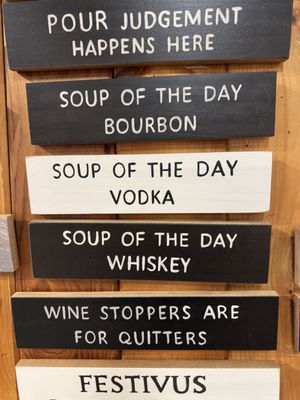 POUR JUDGEMENT
HAPPENS HERE
SOUP OF THE DAY
BOURBON
SOUP OF THE DAY
VODKA
SOUP OF THE DAY
WHISKEY
WINE STOPPERS ARE
FOR QUITTERS
FESTIVUS